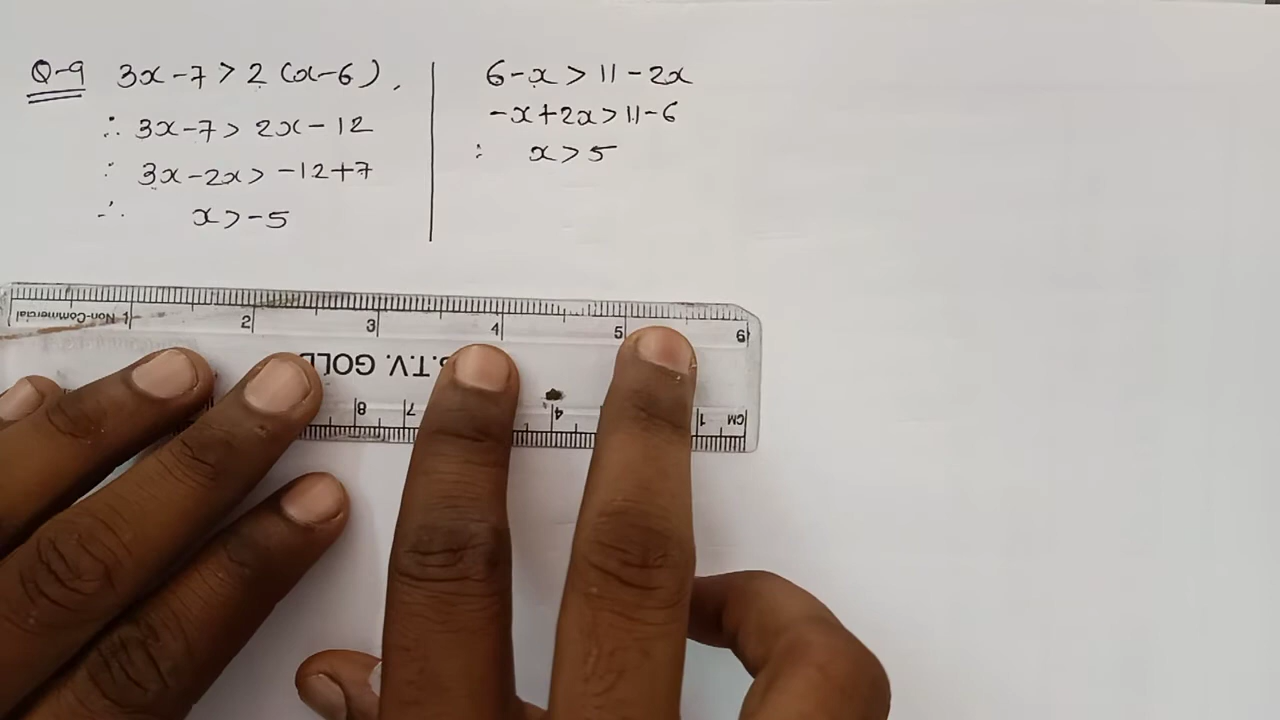 Q-9 3x-7 > 2 (x-6),
∴ 3x-7 > 2x-12
∴ 3x-2x > -12+7
∴ x > -5
6-x > 11-2x
-x+2x > 11-6
∴ x > 5
Non-Commercial 1 2 3 4 5 6
.T.V. GOLD
8 7 4 1 CM